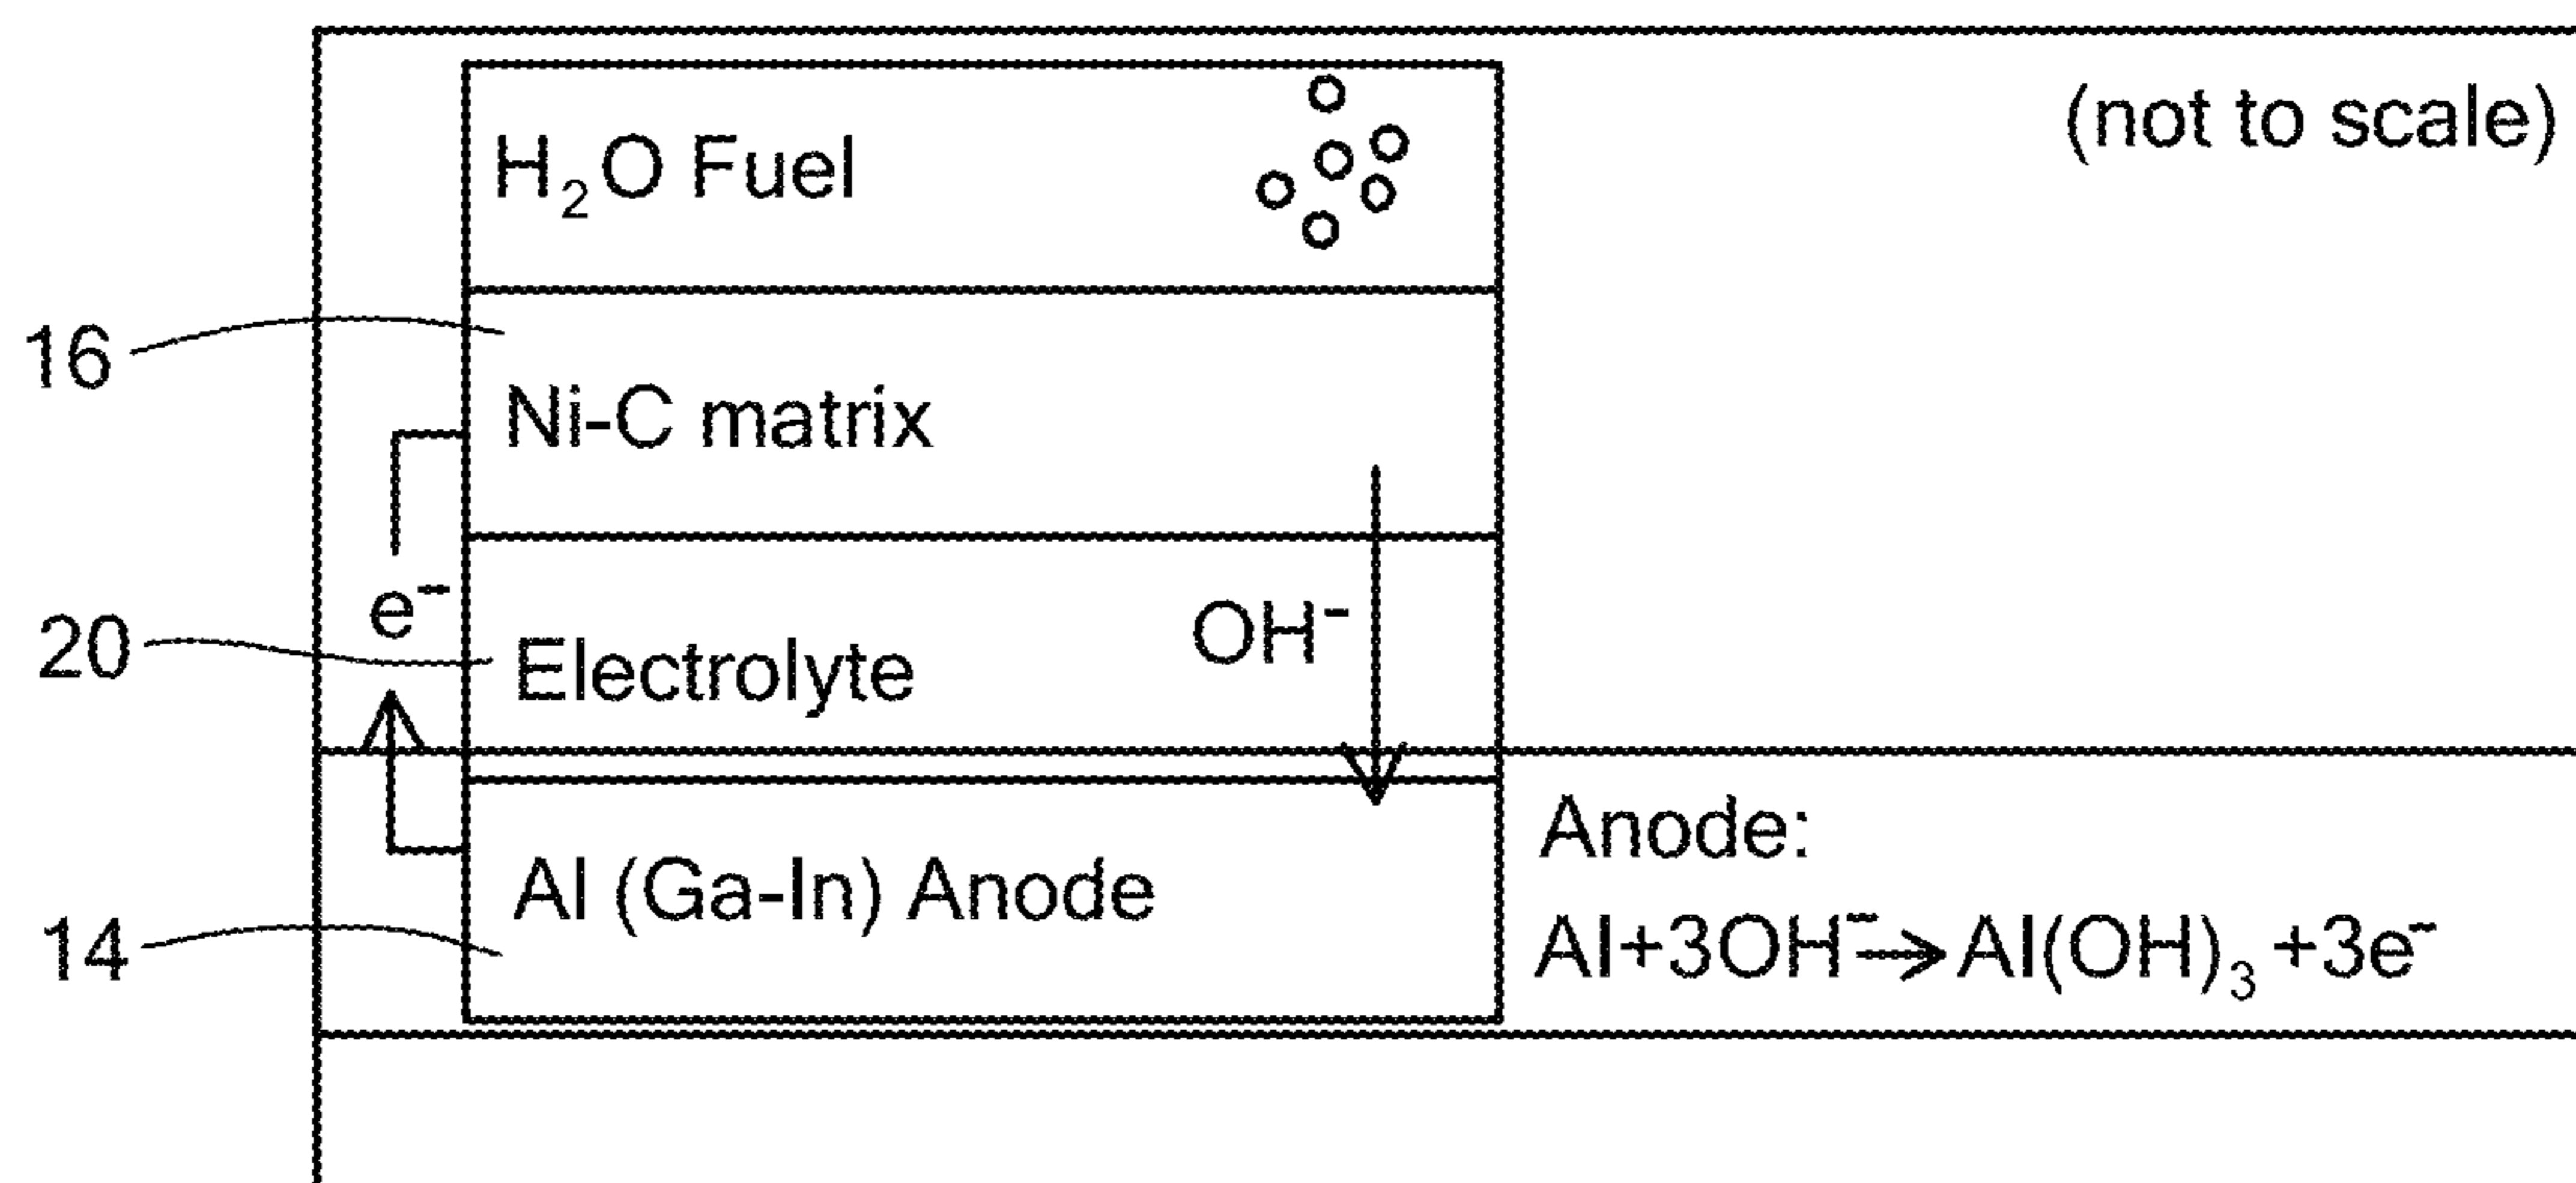 (not to scale)
H₂O Fuel
16
Ni-C matrix
e⁻
OH⁻
20
Electrolyte
Anode:
Al (Ga-In) Anode
14
Al+3OH⁻→Al(OH)₃+3e⁻